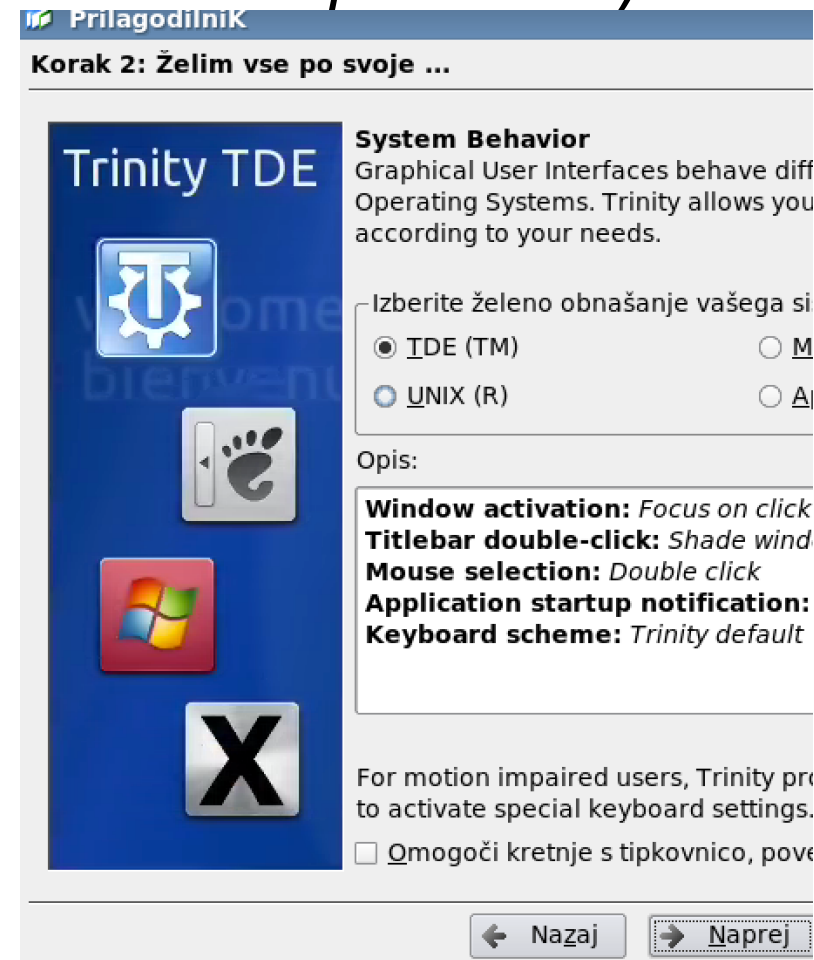 PrilagodilniK
Korak 2: Želim vse po svoje ...
Trinity TDE
System Behavior
Graphical User Interfaces behave diff
Operating Systems. Trinity allows you
according to your needs.
welcome
bienvenu
Izberite želeno obnašanje vašega si
TDE (TM)
M
UNIX (R)
A
Opis:
Window activation: Focus on click
Titlebar double-click: Shade wind
Mouse selection: Double click
Application startup notification:
Keyboard scheme: Trinity default
X
For motion impaired users, Trinity pro
to activate special keyboard settings.
Omogoči kretnje s tipkovnico, pove
Nazaj
Naprej